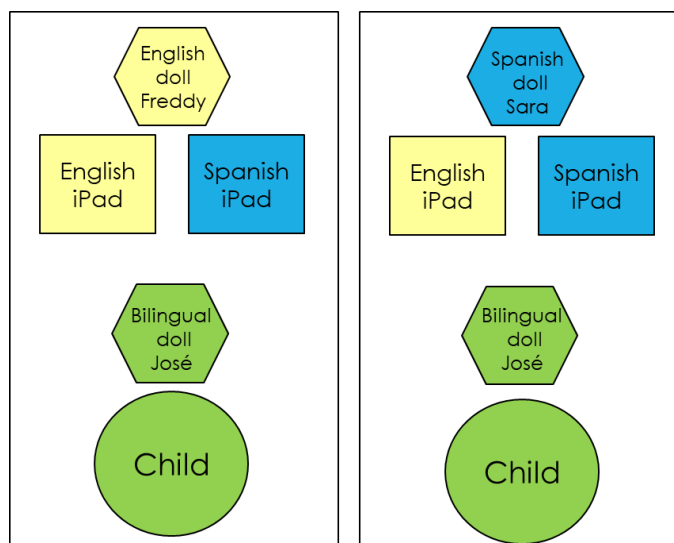 English
doll
Freddy
English
iPad
Spanish
iPad
Bilingual
doll
José
Child
Spanish
doll
Sara
English
iPad
Spanish
iPad
Bilingual
doll
José
Child